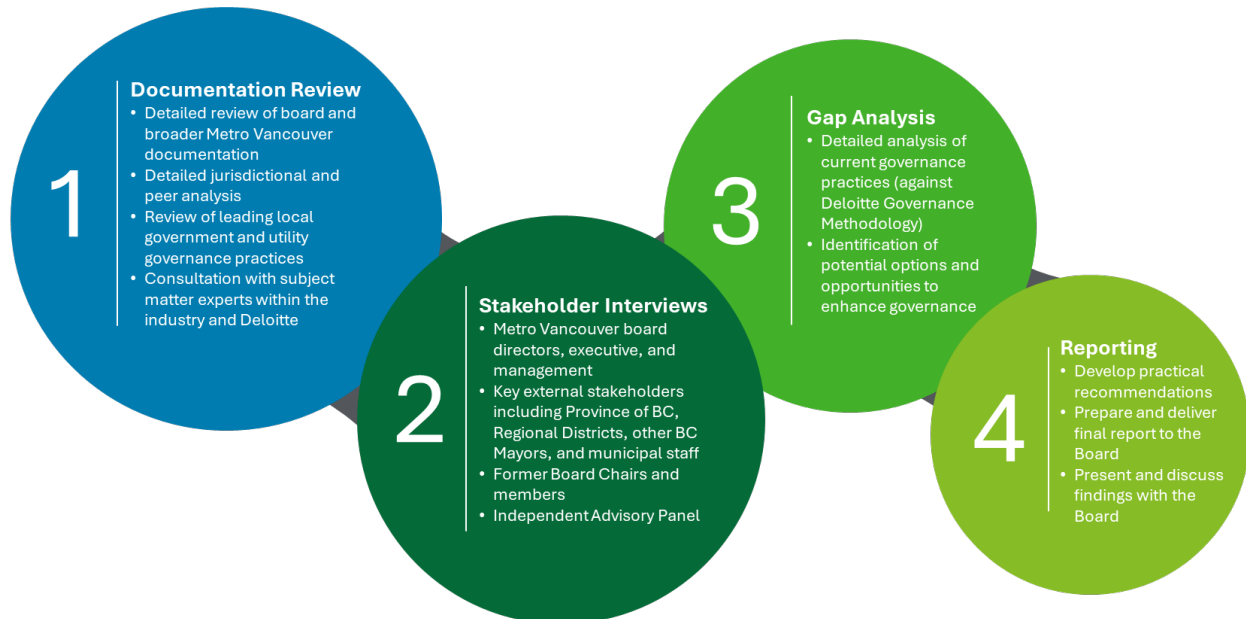 1
Documentation Review
• Detailed review of board and
broader Metro Vancouver
documentation
• Detailed jurisdictional and
peer analysis
• Review of leading local
government and utility
governance practices
• Consultation with subject
matter experts within the
industry and Deloitte
2
Stakeholder Interviews
• Metro Vancouver board
directors, executive, and
management
• Key external stakeholders
including Province of BC,
Regional Districts, other BC
Mayors, and municipal staff
• Former Board Chairs and
members
• Independent Advisory Panel
3
Gap Analysis
• Detailed analysis of
current governance
practices (against
Deloitte Governance
Methodology)
• Identification of
potential options and
opportunities to
enhance governance
4
Reporting
• Develop practical
recommendations
• Prepare and deliver
final report to the
Board
• Present and discuss
findings with the
Board